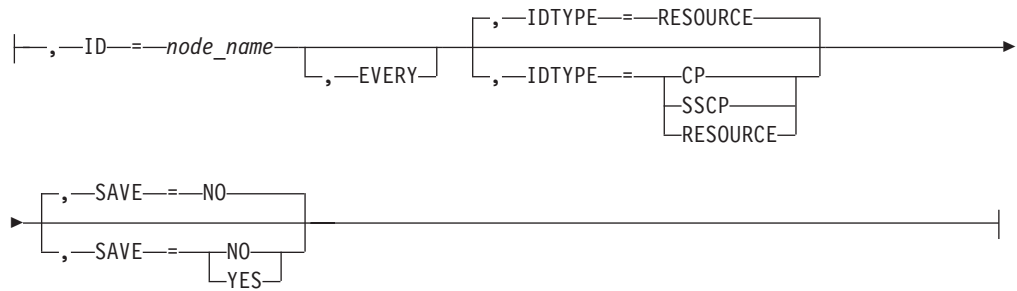 , IDTYPE = RESOURCE
, ID = node_name
, EVERY
, IDTYPE = CP
SSCP
RESOURCE
, SAVE = NO
, SAVE = NO
YES